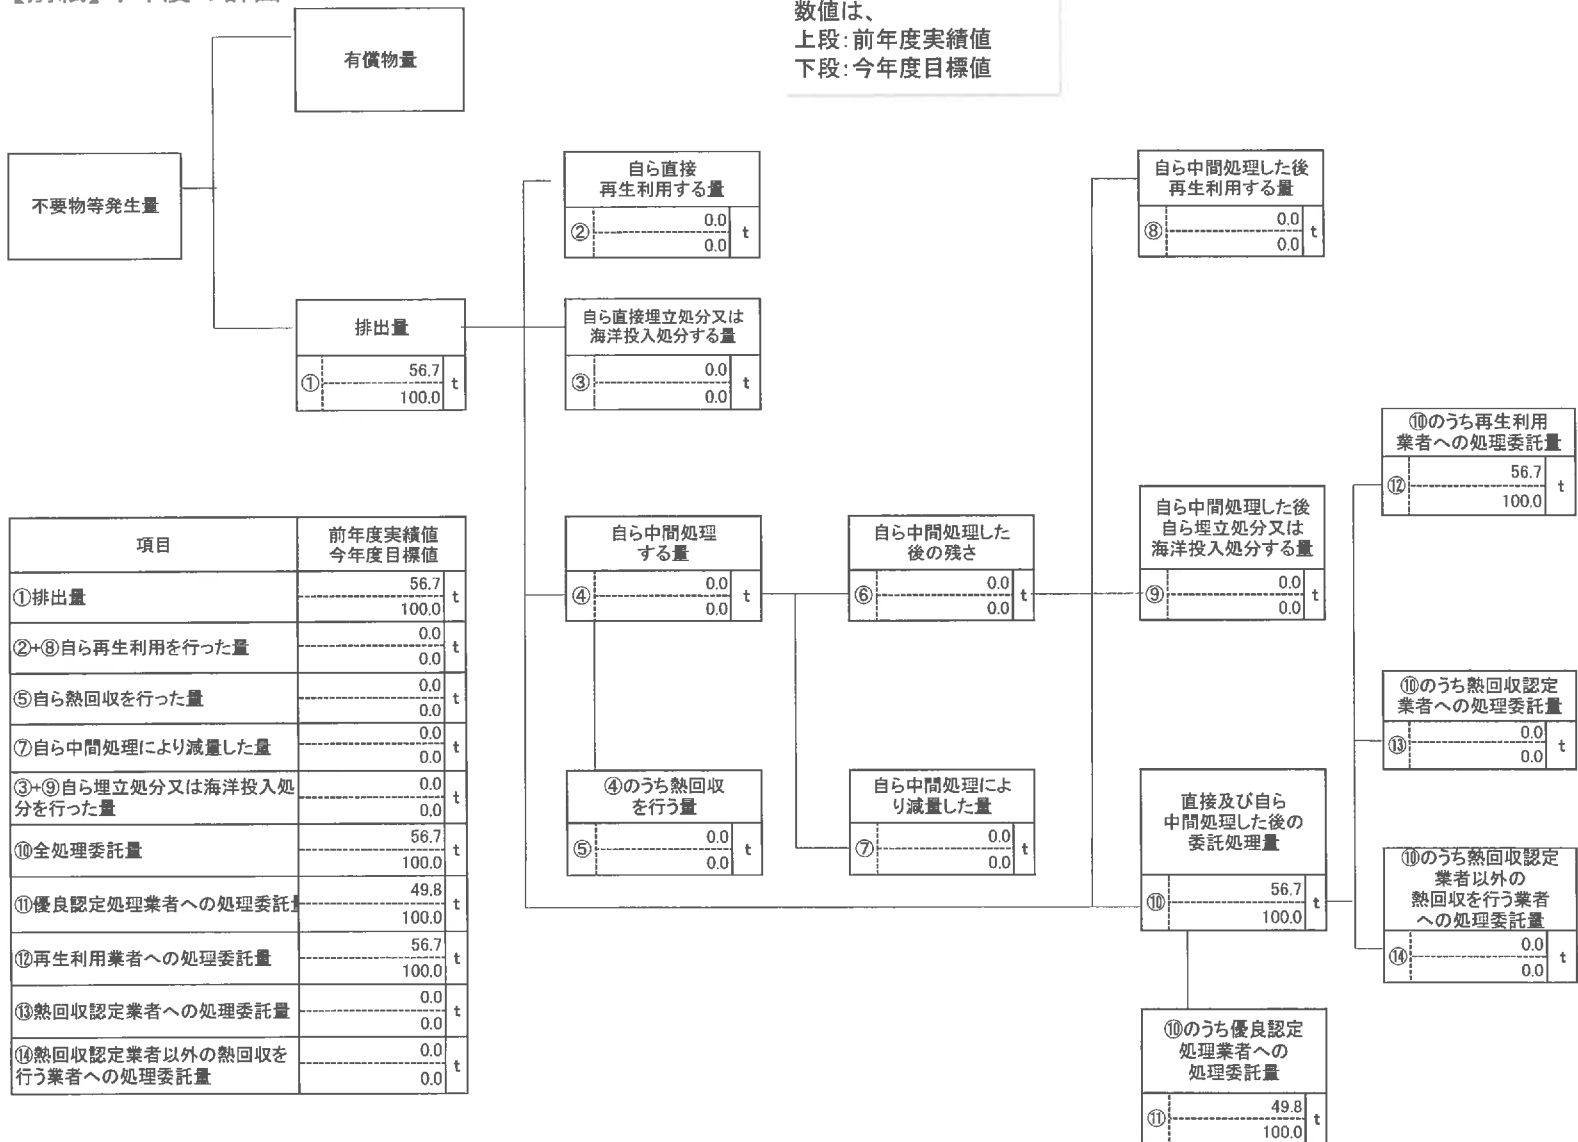 数値は、
上段：前年度実績値
下段：今年度目標値
有償物量
不要物等発生量
排出量
① 56.7 t
100.0
自ら直接
再生利用する量
② 0.0 t
0.0
自ら直接埋立処分又は
海洋投入処分する量
③ 0.0 t
0.0
自ら中間処理
する量
④ 0.0 t
0.0
④のうち熱回収
を行う量
⑤ 0.0 t
0.0
自ら中間処理した
後の残さ
⑥ 0.0 t
0.0
自ら中間処理によ
り減量した量
⑦ 0.0 t
0.0
自ら中間処理した後
再生利用する量
⑧ 0.0 t
0.0
自ら中間処理した後
自ら埋立処分又は
海洋投入処分する量
⑨ 0.0 t
0.0
直接及び自ら
中間処理した後の
委託処理量
⑩ 56.7 t
100.0
⑩のうち優良認定
処理業者への
処理委託量
⑪ 49.8 t
100.0
⑩のうち再生利用
業者への処理委託量
⑫ 56.7 t
100.0
⑩のうち熱回収認定
業者への処理委託量
⑬ 0.0 t
0.0
⑩のうち熱回収認定
業者以外の
熱回収を行う業者
への処理委託量
⑭ 0.0 t
0.0
項目 前年度実績値
今年度目標値
①排出量 56.7 t
100.0
②+⑧自ら再生利用を行った量 0.0 t
0.0
⑤自ら熱回収を行った量 0.0 t
0.0
⑦自ら中間処理により減量した量 0.0 t
0.0
③+⑨自ら埋立処分又は海洋投入処 0.0 t
分を行った量 0.0
⑩全処理委託量 56.7 t
100.0
⑪優良認定処理業者への処理委託 49.8 t
100.0
⑫再生利用業者への処理委託量 56.7 t
100.0
⑬熱回収認定業者への処理委託量 0.0 t
0.0
⑭熱回収認定業者以外の熱回収を 0.0 t
行う業者への処理委託量 0.0